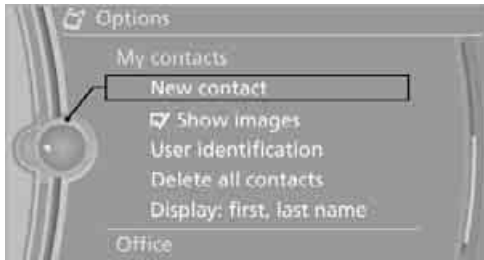 Options
My contacts
New contact
Show images
User identification
Delete all contacts
Display: first, last name
Office